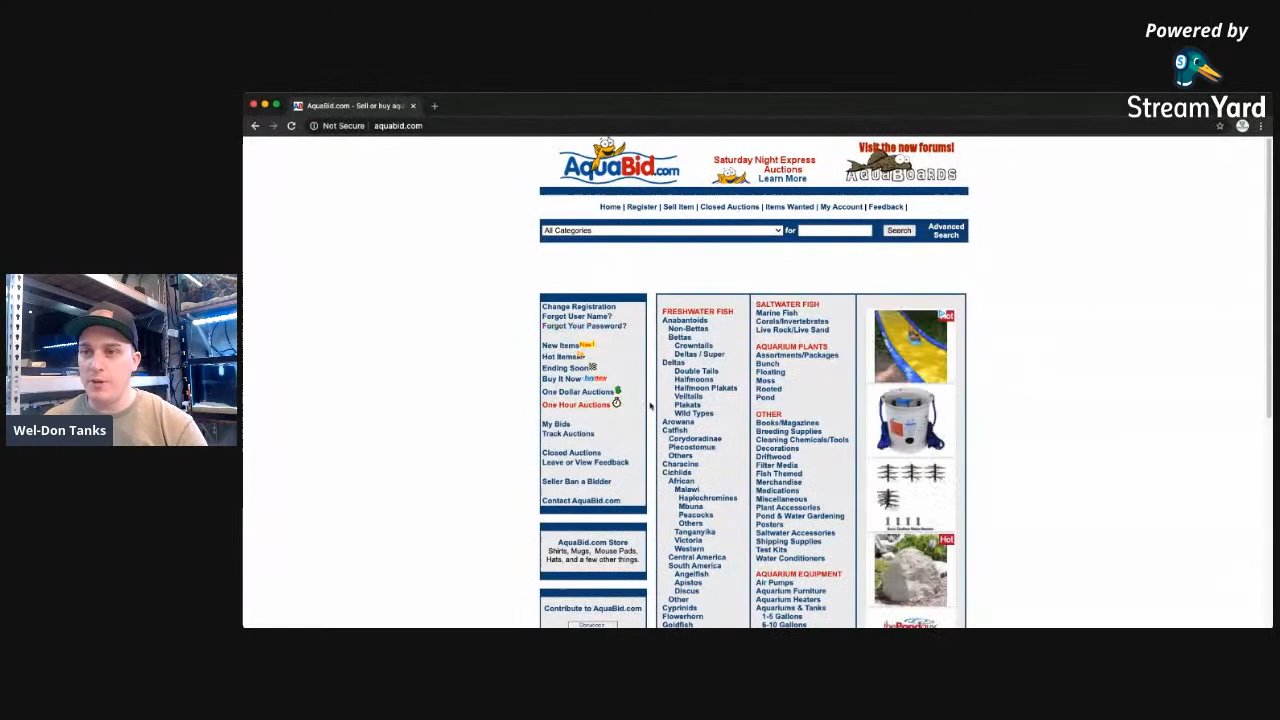 Powered by
StreamYard
AquaBid.com - Sell or buy aqu
Not Secure
aquabid.com
AquaBid.com
Saturday Night Express
Auctions
Learn More
Visit the new forums!
AQUABOARDS
Home | Register | Sell Item | Closed Auctions | Items Wanted | My Account | Feedback |
All Categories
for
Search
Advanced
Search
Change Registration
Forgot User Name?
Forgot Your Password?
New Items
Hot Items
Ending Soon
Buy It Now
One Dollar Auctions
One Hour Auctions
My Bids
Track Auctions
Closed Auctions
Leave or View Feedback
Seller Ban a Bidder
Contact AquaBid.com
AquaBid.com Store
Shirts, Mugs, Mouse Pads,
Hats, and a few other things.
Contribute to AquaBid.com
FRESHWATER FISH
Anabantoids
Non-Bettas
Bettas
Crowntails
Deltas / Super
Deltas
Double Tails
Halfmoons
Halfmoon Plakats
Veiltails
Plakats
Wild Types
Arowana
Catfish
Corydoradinae
Plecostomus
Others
Characins
Cichlids
African
Malawi
Haplochromines
Mbuna
Peacocks
Others
Tanganyika
Victoria
Western
Central America
South America
Angelfish
Apistos
Discus
Other
Cyprinids
Flowerhorn
Goldfish
SALTWATER FISH
Marine Fish
Corals/Invertebrates
Live Rock/Live Sand
AQUARIUM PLANTS
Assortments/Packages
Bunch
Floating
Moss
Rooted
Pond
OTHER
Books/Magazines
Breeding Supplies
Cleaning Chemicals/Tools
Decorations
Driftwood
Filter Media
Fish Themed
Merchandise
Medications
Miscellaneous
Plant Accessories
Pond & Water Gardening
Posters
Saltwater Accessories
Shipping Supplies
Test Kits
Water Conditioners
AQUARIUM EQUIPMENT
Air Pumps
Aquarium Furniture
Aquarium Heaters
Aquariums & Tanks
1-5 Gallons
6-10 Gallons
Hot
Wel-Don Tanks